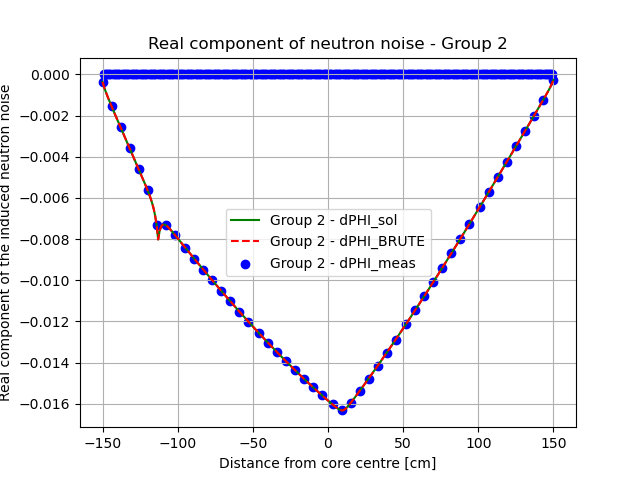 Real component of neutron noise - Group 2
Real component of the induced neutron noise
0.000
−0.002
−0.004
−0.006
−0.008
−0.010
−0.012
−0.014
−0.016
Group 2 - dPHI_sol
Group 2 - dPHI_BRUTE
Group 2 - dPHI_meas
−150
−100
−50
0
50
100
150
Distance from core centre [cm]